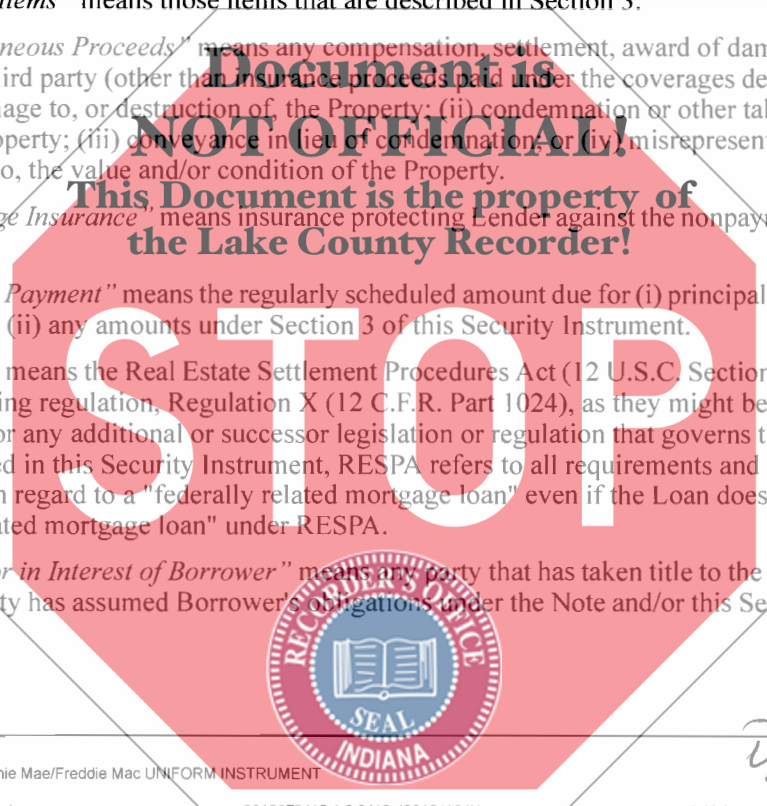 Items" means those items that are described in Section 3.
neous Proceeds" means any compensation, settlement, award of dam
ird party (other than insurance proceeds paid under the coverages de
nage to, or destruction of, the Property; (ii) condemnation or other tal
operty; (iii) conveyance in lieu of condemnation; or (iv) misrepresent
o, the value and/or condition of the Property.
ge Insurance" means insurance protecting Lender against the nonpayn
Document is
NOT OFFICIAL!
This Document is the property of
the Lake County Recorder!
Payment" means the regularly scheduled amount due for (i) principal
(ii) any amounts under Section 3 of this Security Instrument.
STOP
means the Real Estate Settlement Procedures Act (12 U.S.C. Section
ing regulation, Regulation X (12 C.F.R. Part 1024), as they might be
or any additional or successor legislation or regulation that governs t
ed in this Security Instrument, RESPA refers to all requirements and
n regard to a "federally related mortgage loan" even if the Loan does
ated mortgage loan" under RESPA.
r in Interest of Borrower" means any party that has taken title to the
ty has assumed Borrower's obligations under the Note and/or this Se
RECORDER'S OFFICE
SEAL
INDIANA
nie Mae/Freddie Mac UNIFORM INSTRUMENT